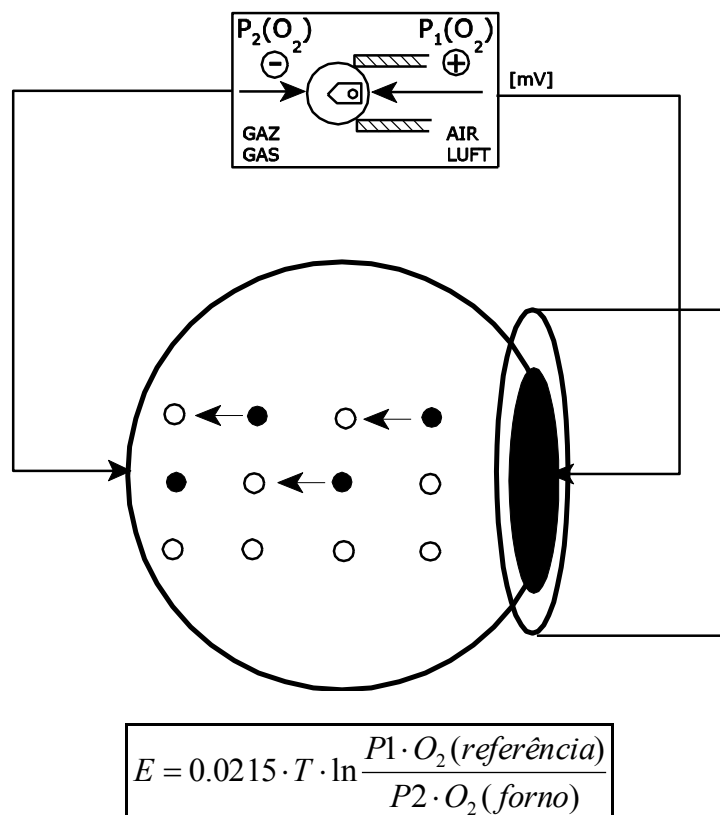 P₂(O₂) P₁(O₂)
- +
[mV]
GAZ AIR
GAS LUFT
E = 0.0215 · T · ln P1 · O₂ (referência) / P2 · O₂ (forno)